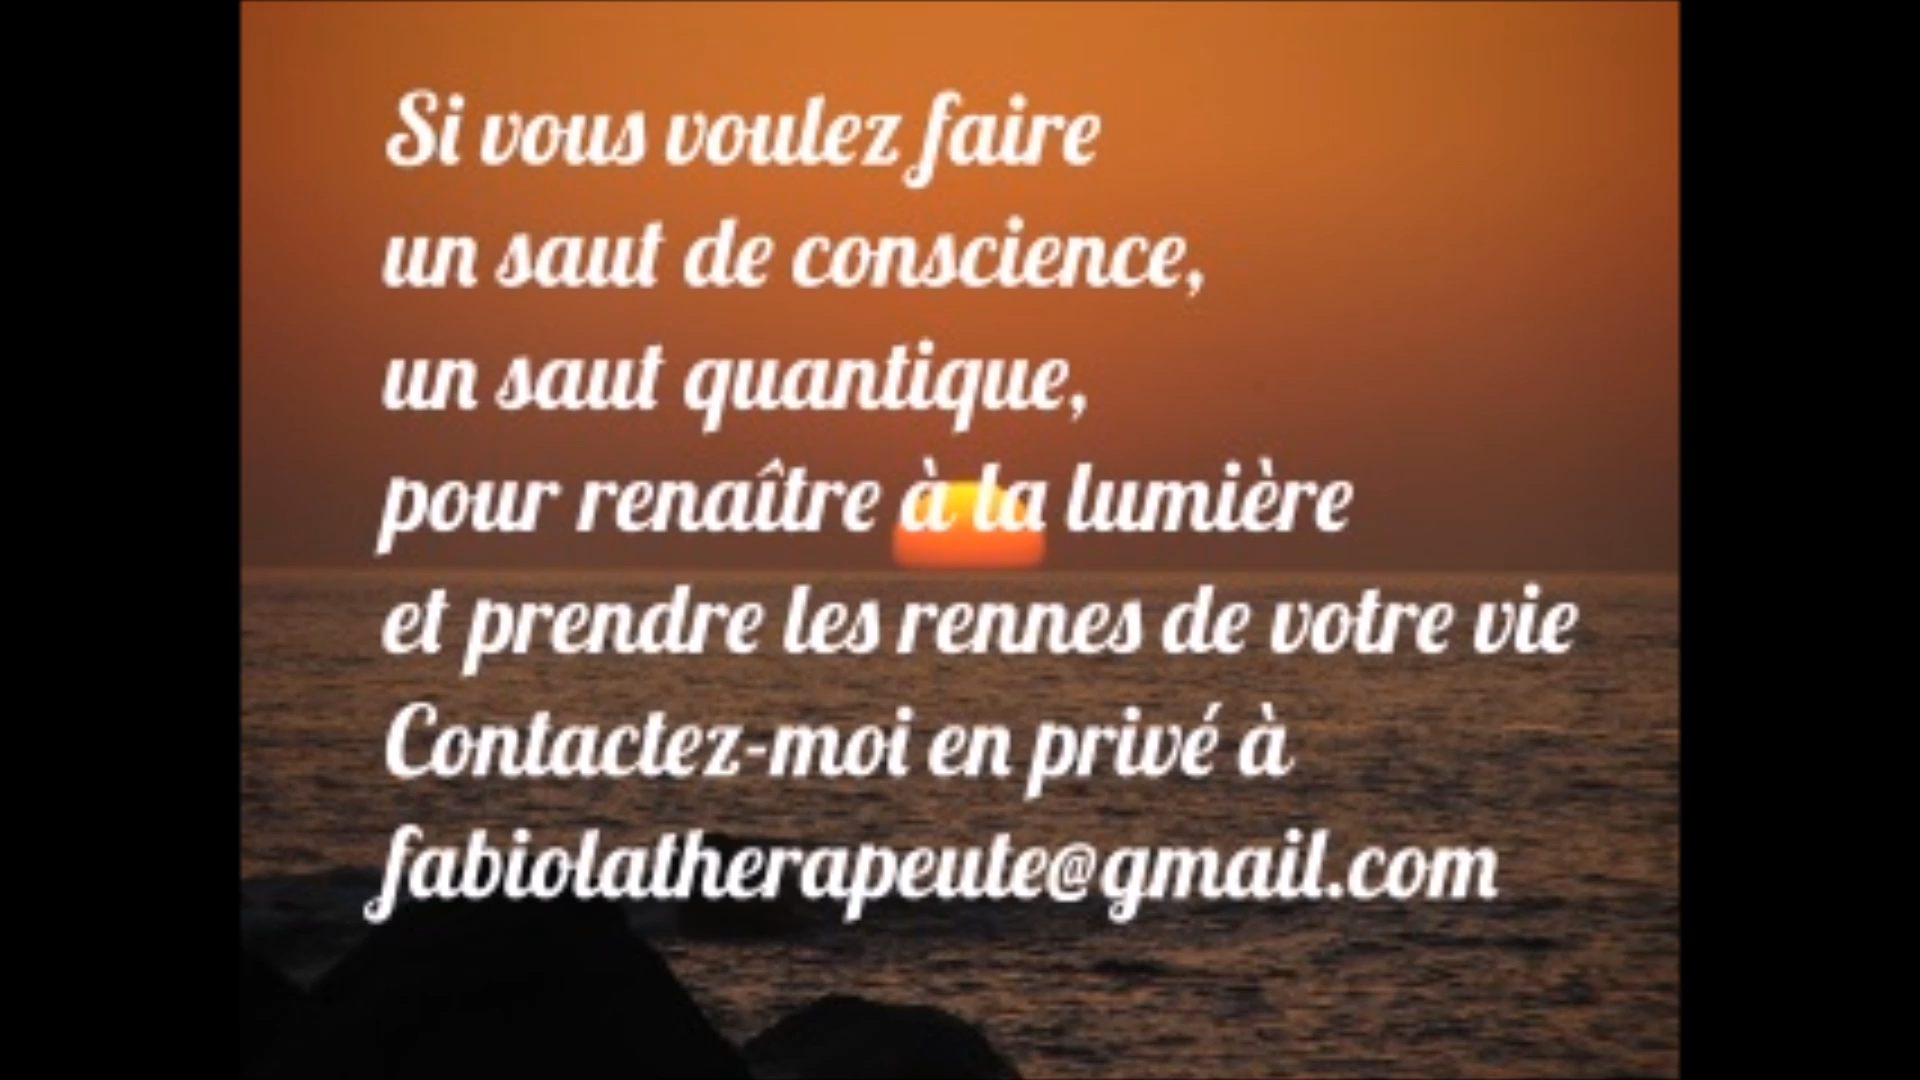 Si vous voulez faire
un saut de conscience,
un saut quantique,
pour renaître à la lumière
et prendre les rennes de votre vie
Contactez-moi en privé à
fabiolatherapeute@gmail.com